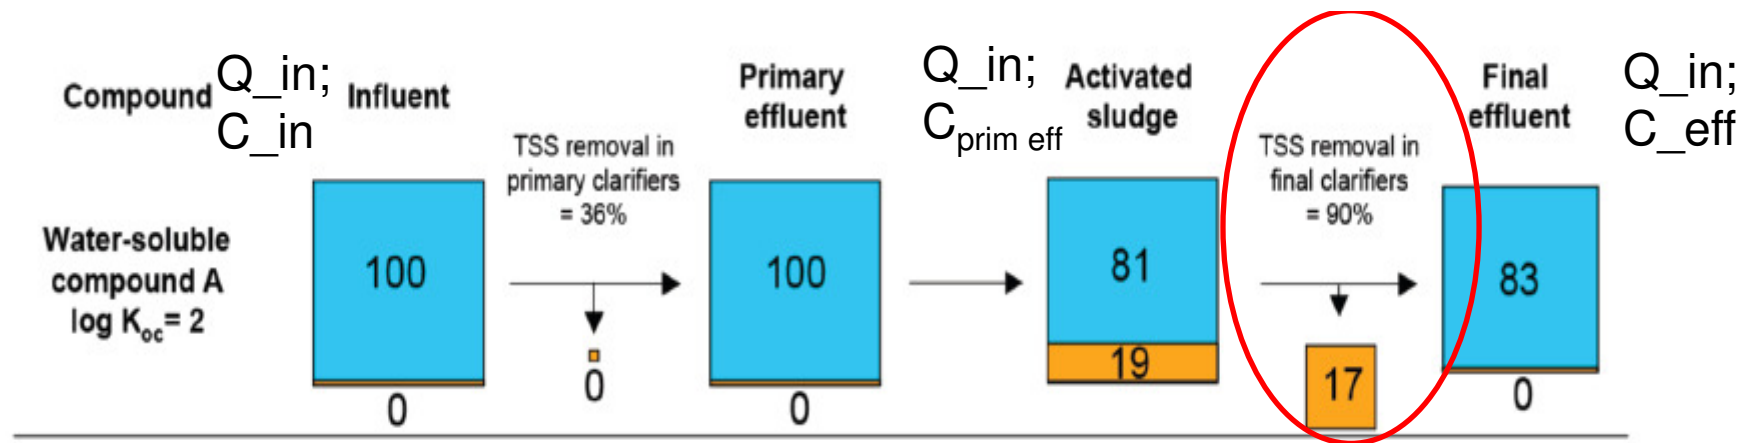 Compound
Q_in;
C_in
Influent
TSS removal in
primary clarifiers
= 36%
Primary
effluent
Q_in;
Cprim eff
Activated
sludge
TSS removal in
final clarifiers
= 90%
Final
effluent
Q_in;
C_eff
Water-soluble
compound A
log Koc= 2
100
0
0
100
0
81
19
17
83
0